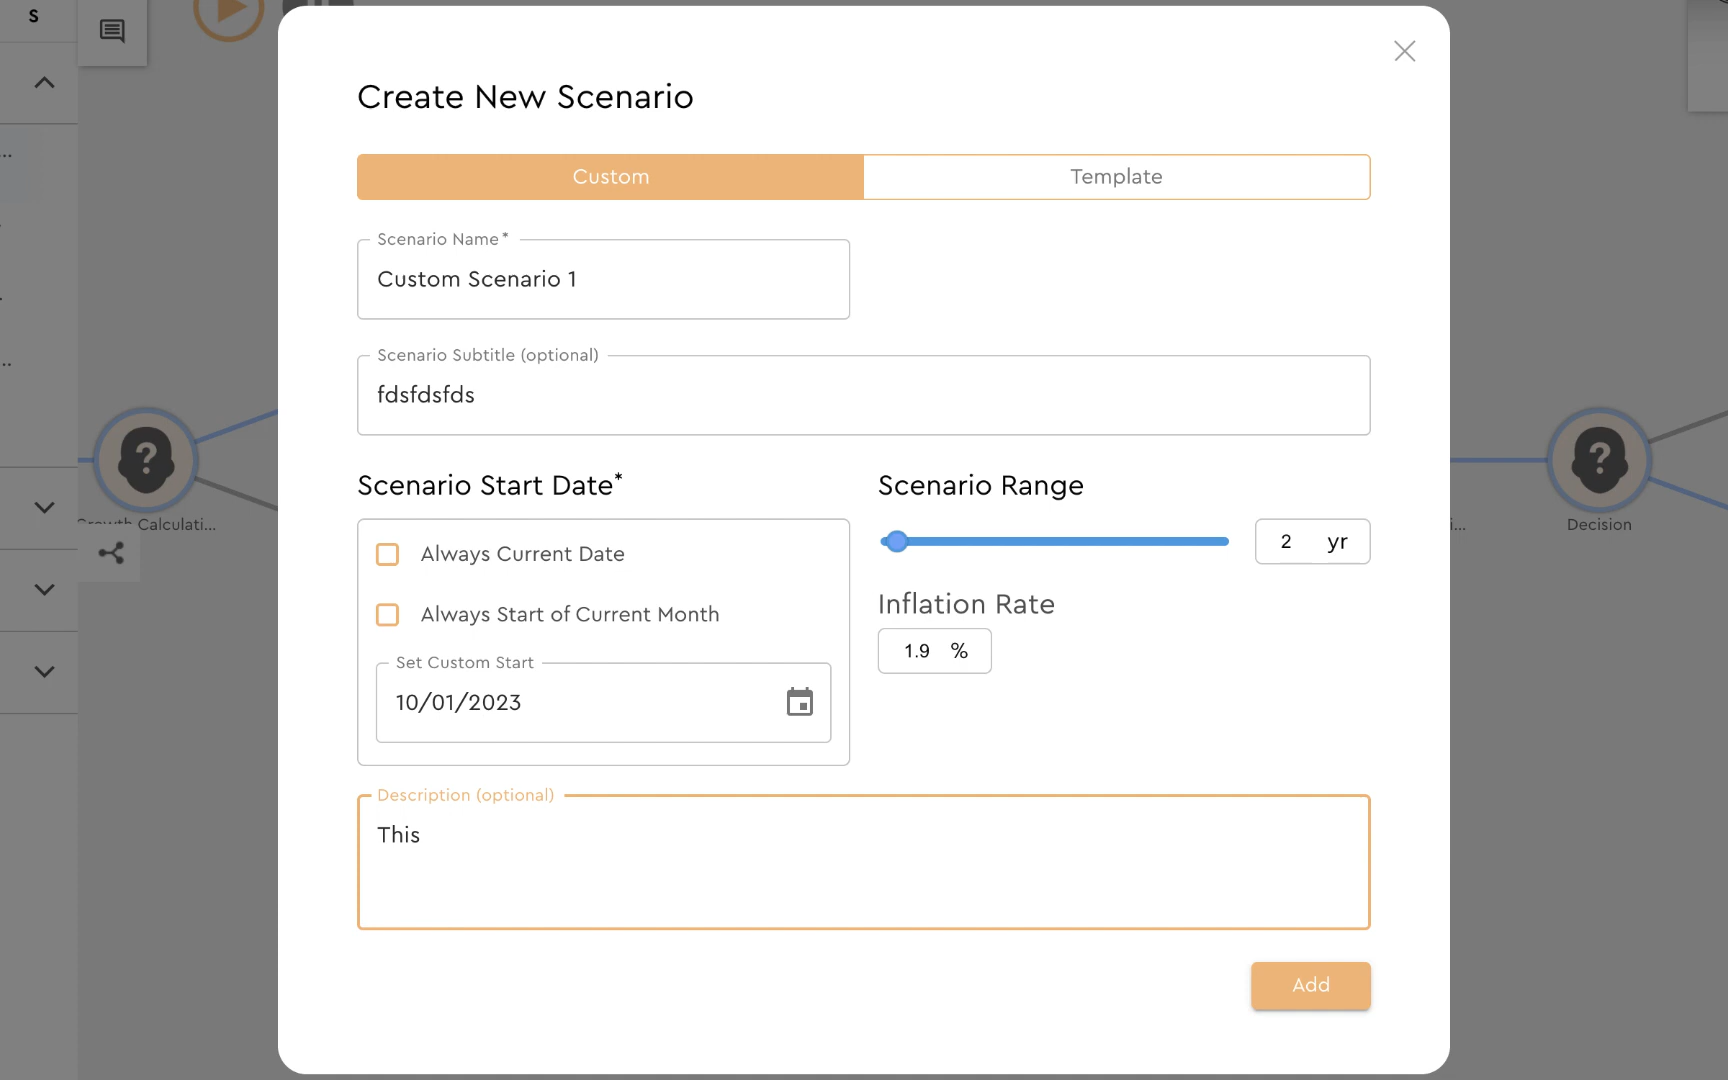 S
Create New Scenario
Custom
Template
Scenario Name*
Custom Scenario 1
Scenario Subtitle (optional)
fdsfdsfds
Scenario Start Date*
Always Current Date
Always Start of Current Month
Set Custom Start
10/01/2023
Scenario Range
2 yr
Inflation Rate
1.9 %
Growth Calculati...
Decision
Description (optional)
This
Add